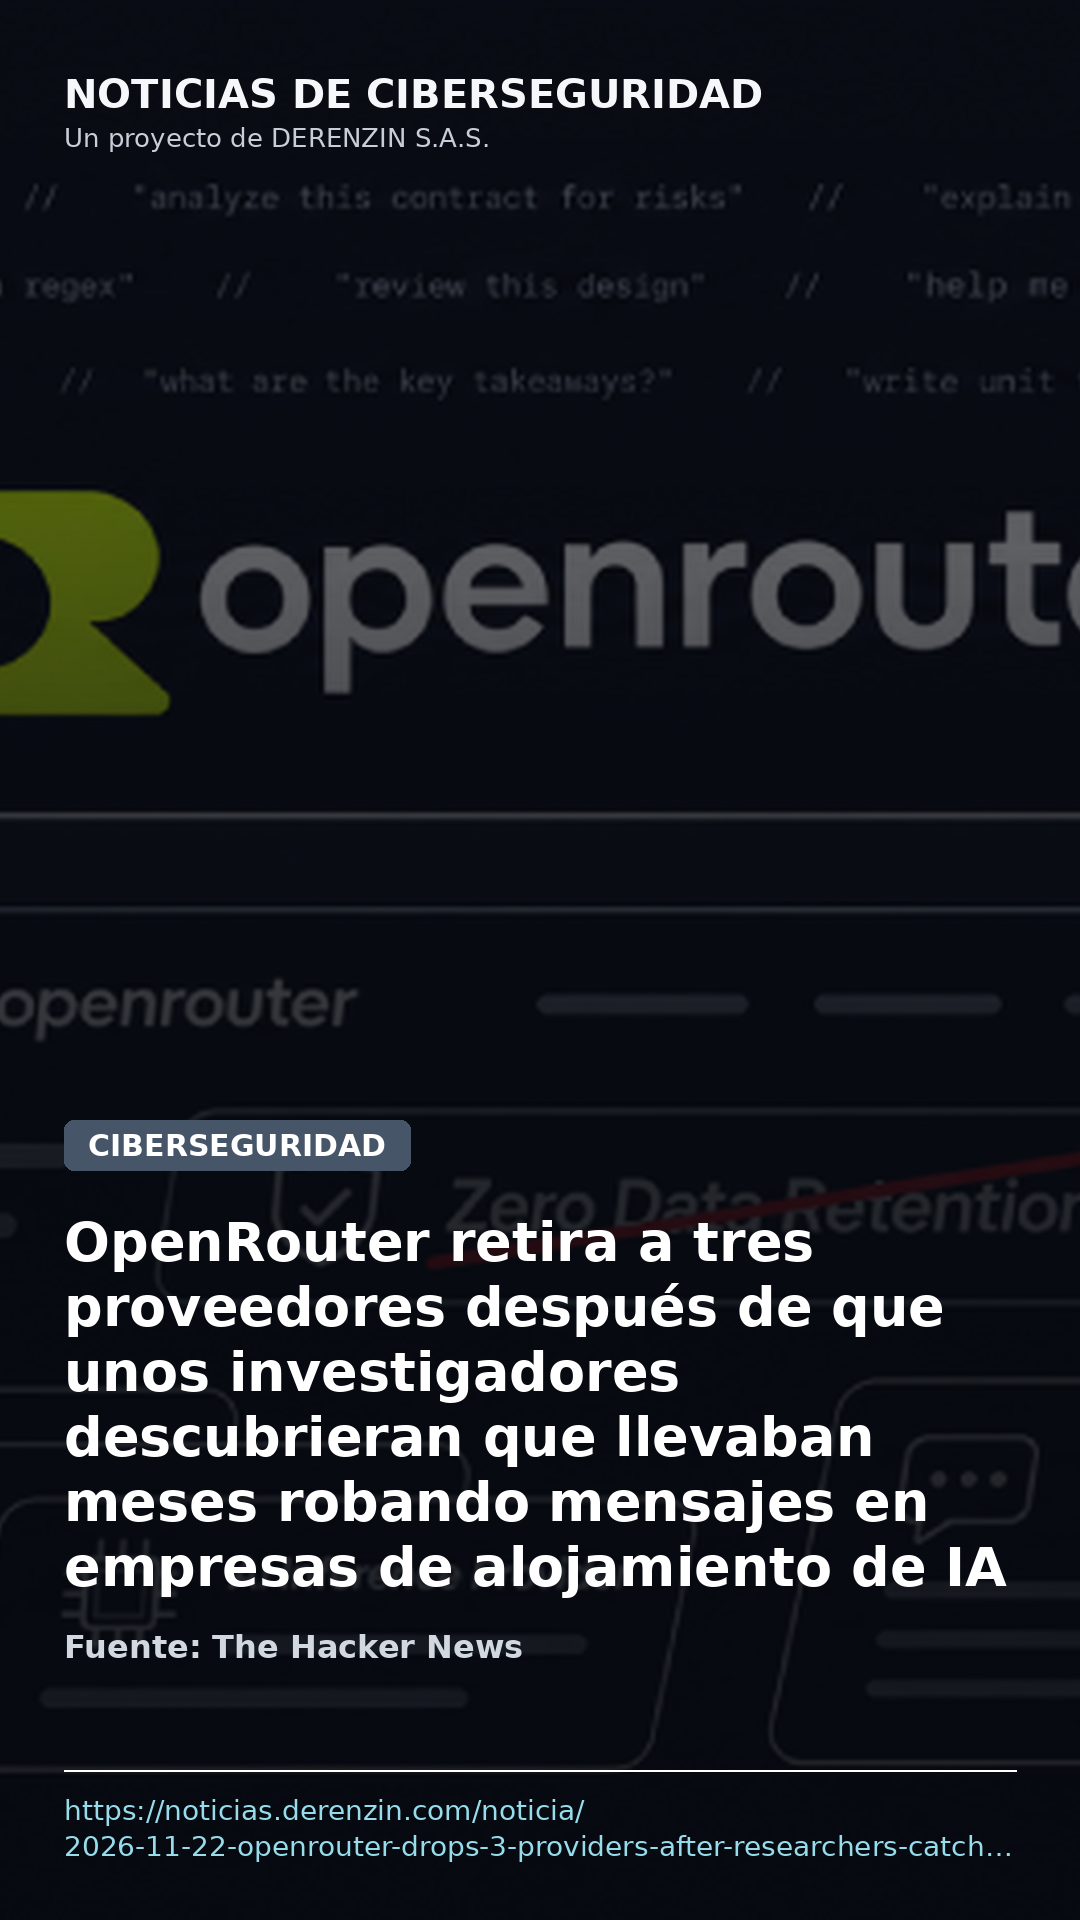 NOTICIAS DE CIBERSEGURIDAD
Un proyecto de DERENZIN S.A.S.
// "analyze this contract for risks" // "explain
regex" // "review this design" // "help me
// "what are the key takeaways?" // "write unit
openroute
openrouter
CIBERSEGURIDAD
Zero Data Retention
OpenRouter retira a tres
proveedores después de que
unos investigadores
descubrieran que llevaban
meses robando mensajes en
empresas de alojamiento de IA
Fuente: The Hacker News
https://noticias.derenzin.com/noticia/
2026-11-22-openrouter-drops-3-providers-after-researchers-catch…